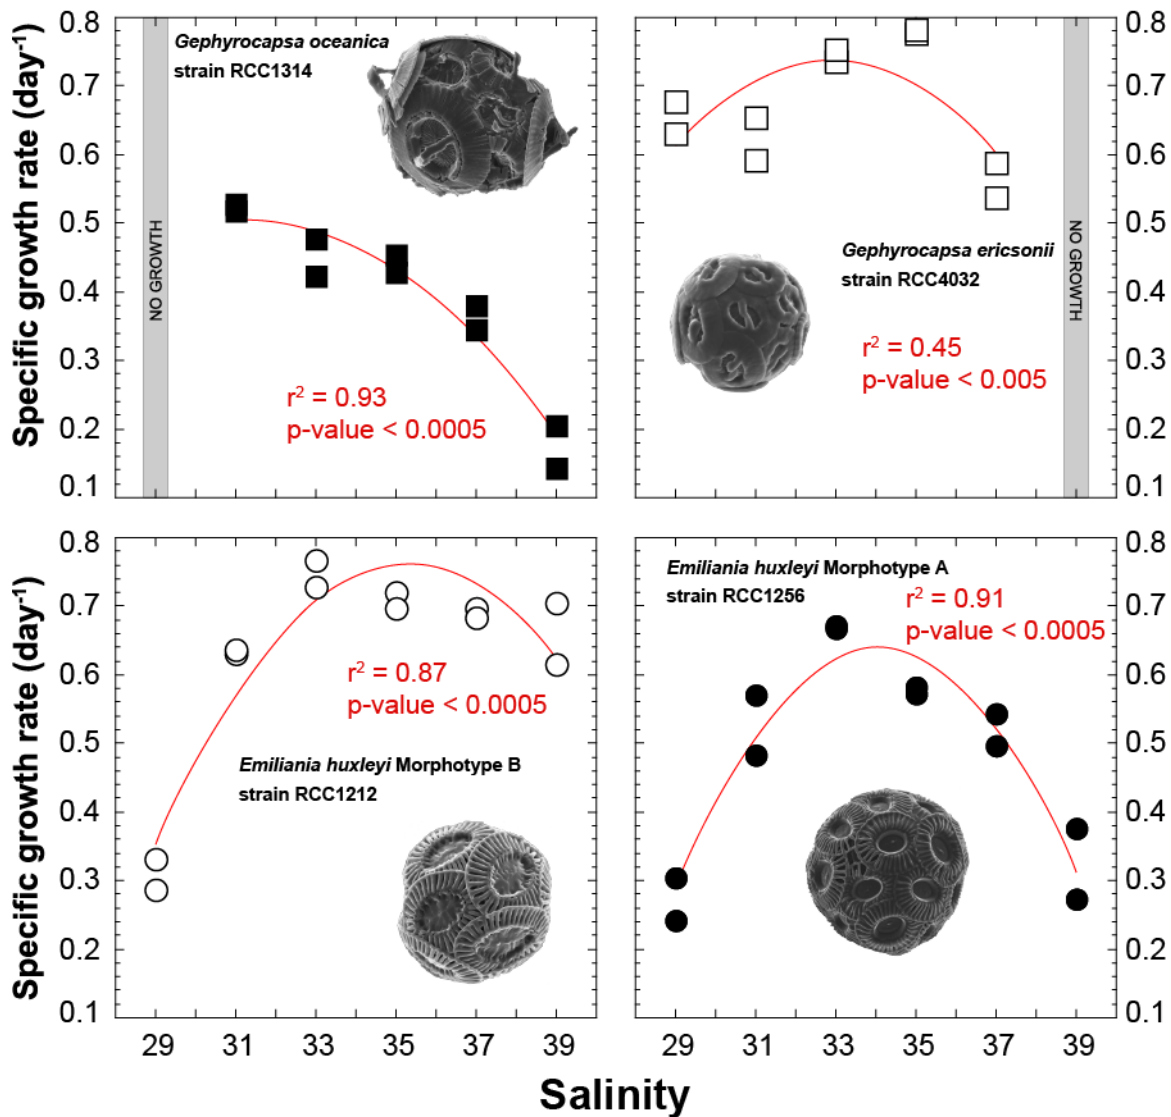 Specific growth rate (day⁻¹)
0.8
0.7
0.6
0.5
0.4
0.3
0.2
0.1
NO GROWTH
Gephyrocapsa oceanica
strain RCC1314
r² = 0.93
p-value < 0.0005
Gephyrocapsa ericsonii
strain RCC4032
r² = 0.45
p-value < 0.005
NO GROWTH
0.8
0.7
0.6
0.5
0.4
0.3
0.2
0.1
Specific growth rate (day⁻¹)
0.8
0.7
0.6
0.5
0.4
0.3
0.2
0.1
r² = 0.87
p-value < 0.0005
Emiliania huxleyi Morphotype B
strain RCC1212
29 31 33 35 37 39
Emiliania huxleyi Morphotype A
strain RCC1256
r² = 0.91
p-value < 0.0005
0.8
0.7
0.6
0.5
0.4
0.3
0.2
0.1
29 31 33 35 37 39
Salinity